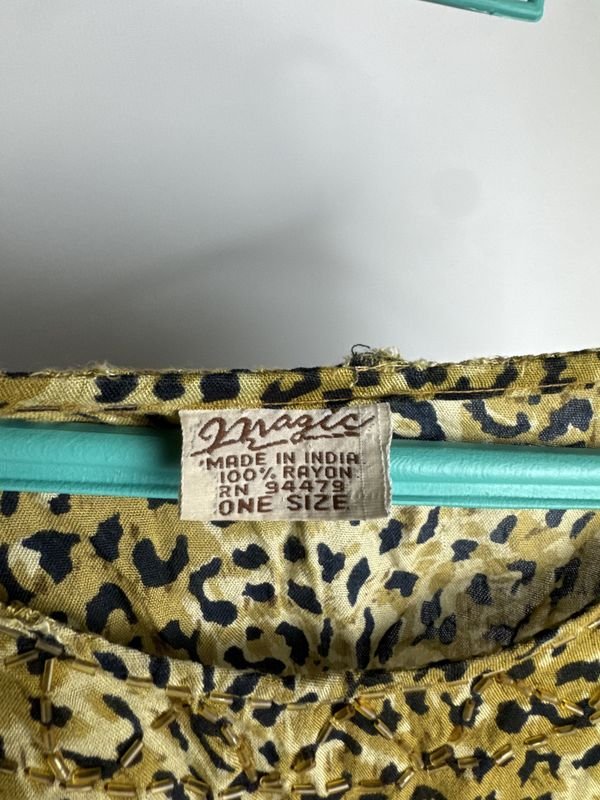 Magic
MADE IN INDIA
100% RAYON
RN 94479
ONE SIZE